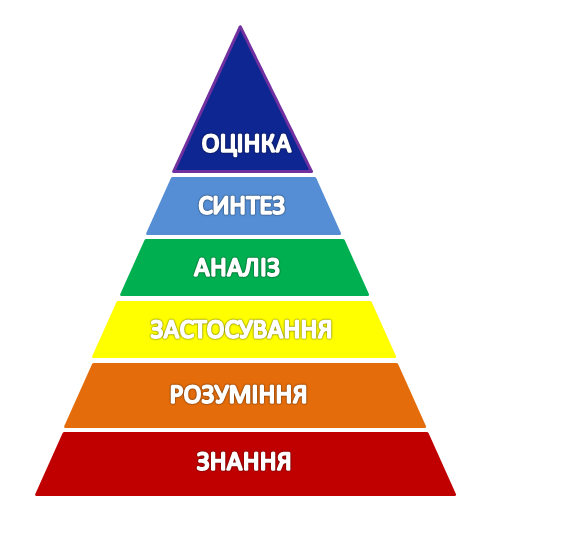 ОЦІНКА
СИНТЕЗ
АНАЛІЗ
ЗАСТОСУВАННЯ
РОЗУМІННЯ
ЗНАННЯ